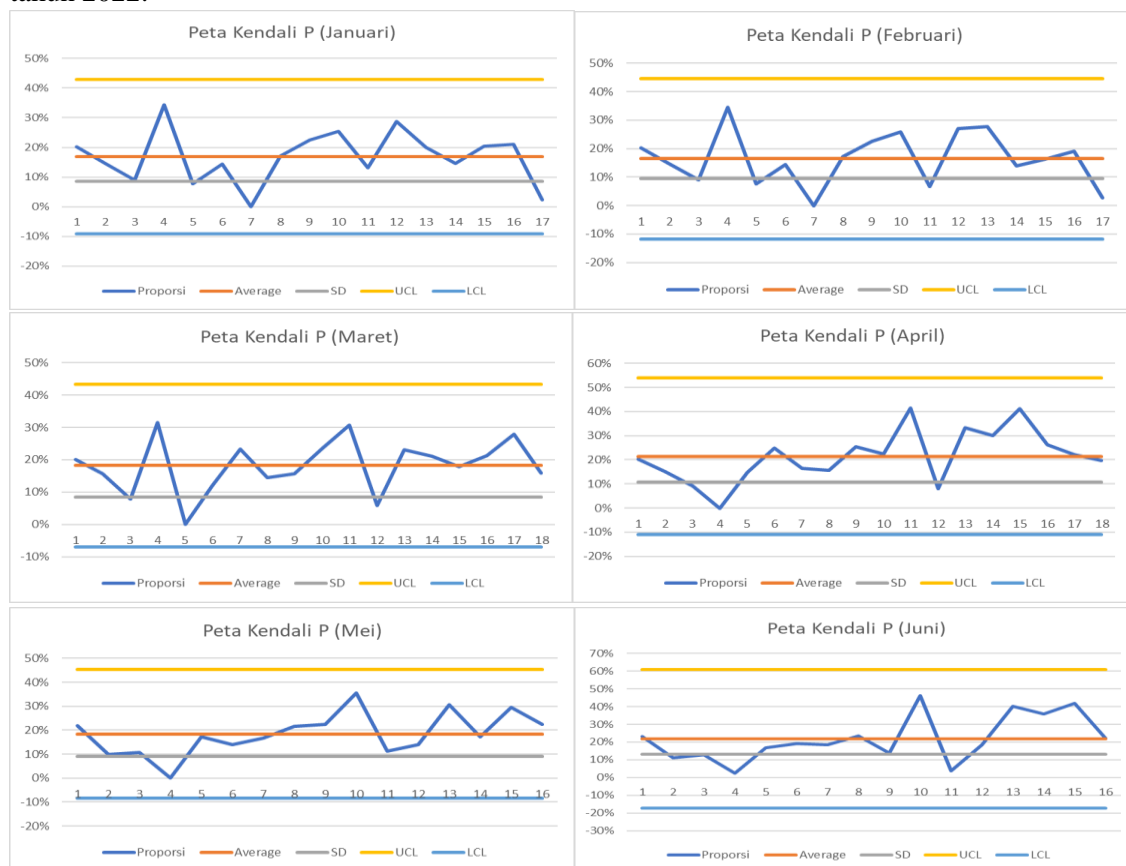 tahun 2022.
Peta Kendali P (Januari)
50%
40%
30%
20%
10%
0%
-10%
-20%
1 2 3 4 5 6 7 8 9 10 11 12 13 14 15 16 17
Proporsi Average SD UCL LCL
Peta Kendali P (Februari)
50%
40%
30%
20%
10%
0%
-10%
-20%
1 2 3 4 5 6 7 8 9 10 11 12 13 14 15 16 17
Proporsi Average SD UCL LCL
Peta Kendali P (Maret)
50%
40%
30%
20%
10%
0%
-10%
1 2 3 4 5 6 7 8 9 10 11 12 13 14 15 16 17 18
Proporsi Average SD UCL LCL
Peta Kendali P (April)
60%
50%
40%
30%
20%
10%
0%
-10%
-20%
1 2 3 4 5 6 7 8 9 10 11 12 13 14 15 16 17 18
Proporsi Average SD UCL LCL
Peta Kendali P (Mei)
50%
40%
30%
20%
10%
0%
-10%
-20%
1 2 3 4 5 6 7 8 9 10 11 12 13 14 15 16
Proporsi Average SD UCL LCL
Peta Kendali P (Juni)
70%
60%
50%
40%
30%
20%
10%
0%
-10%
-20%
-30%
1 2 3 4 5 6 7 8 9 10 11 12 13 14 15 16
Proporsi Average SD UCL LCL